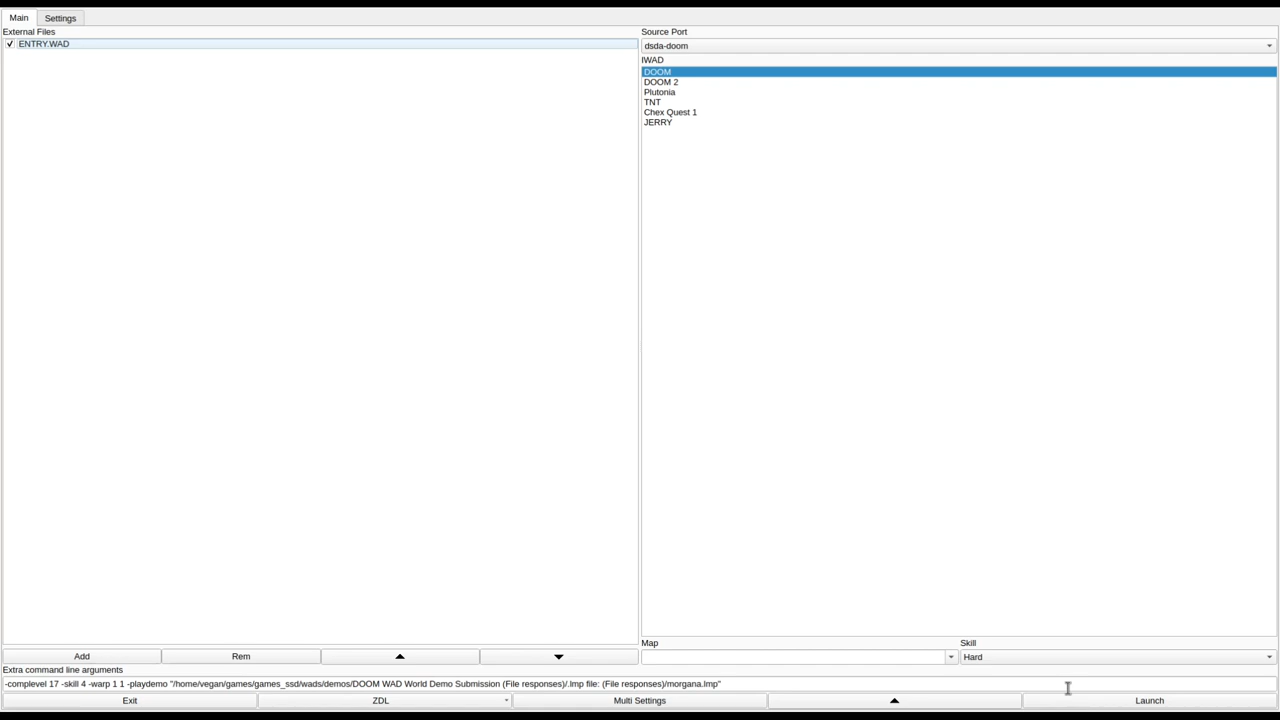 Main Settings
External Files
ENTRY.WAD
Source Port
dsda-doom
IWAD
DOOM
DOOM 2
Plutonia
TNT
Chex Quest 1
JERRY
Map Skill
Hard
Add Rem
Extra command line arguments
-complevel 17 -skill 4 -warp 1 1 -playdemo "/home/vegan/games/games_ssd/wads/demos/DOOM WAD World Demo Submission (File responses)/.lmp file: (File responses)/morgana.lmp"
Exit ZDL Multi Settings Launch